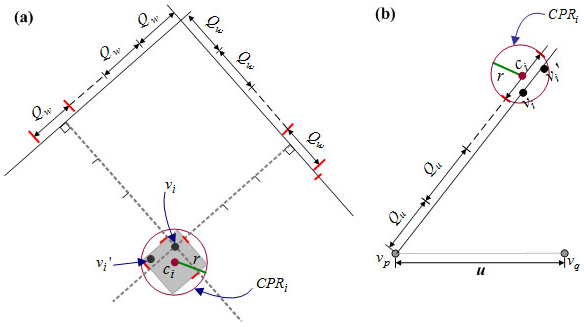 (a)
Q_w
Q_w
Q_w
Q_w
Q_w
Q_w
v_i
v_i'
c_i
r
CPR_i
(b)
CPR_i
c_i
r
v_i'
v_i
Q_u
Q_u
v_p
v_q
u